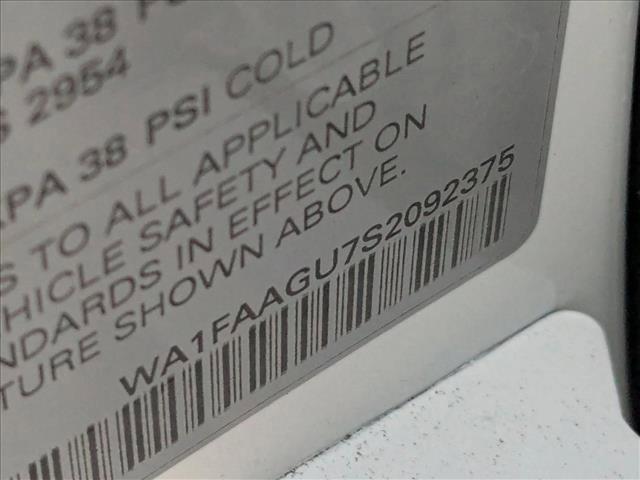 PA 38
2954
PA 38 PSI COLD
S TO ALL APPLICABLE
HICLE SAFETY AND
NDARDS IN EFFECT ON
TURE SHOWN ABOVE.
WA1FAAGU7S2092375